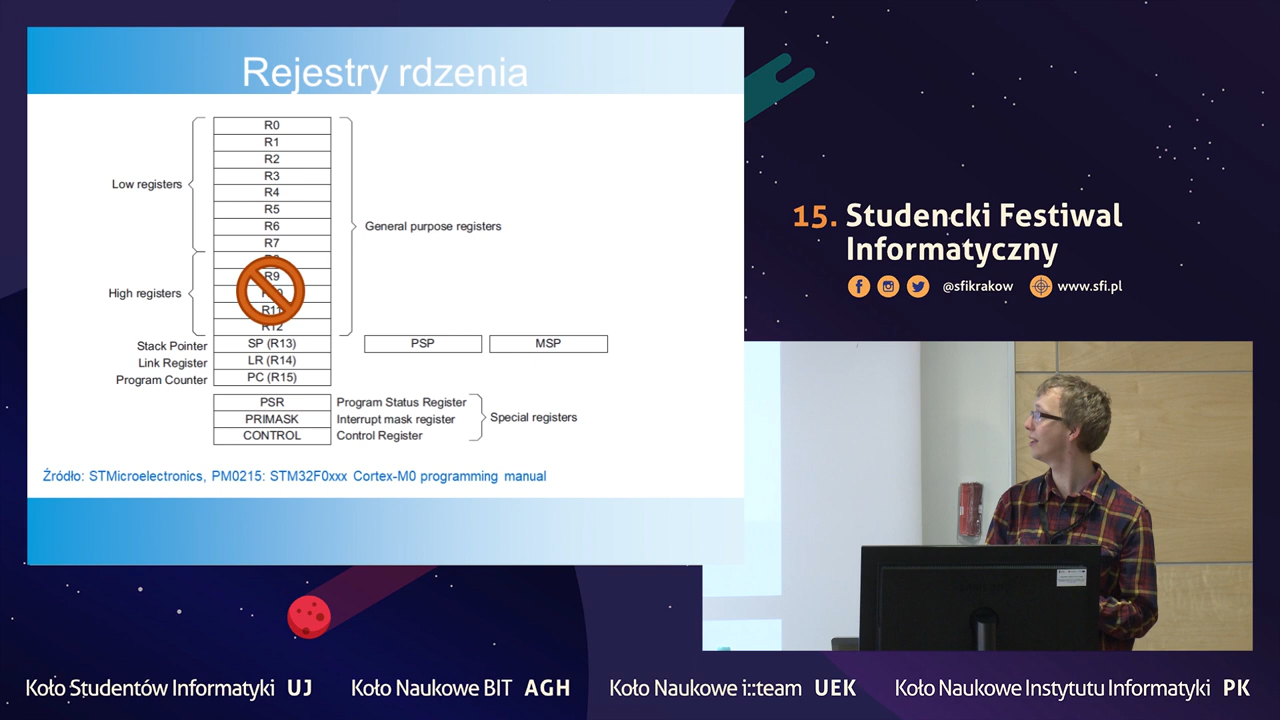 Rejestry rdzenia
R0
R1
R2
R3
R4
R5
R6
R7
R9
R11
R12
Low registers
High registers
General purpose registers
Stack Pointer
SP (R13)
PSP
MSP
Link Register
LR (R14)
Program Counter
PC (R15)
PSR
Program Status Register
PRIMASK
Interrupt mask register
CONTROL
Control Register
Special registers
Źródło: STMicroelectronics, PM0215: STM32F0xxx Cortex-M0 programming manual
15. Studencki Festiwal
Informatyczny
@sfikrakow
www.sfi.pl
Koło Studentów Informatyki UJ
Koło Naukowe BIT AGH
Koło Naukowe i::team UEK
Koło Naukowe Instytutu Informatyki PK